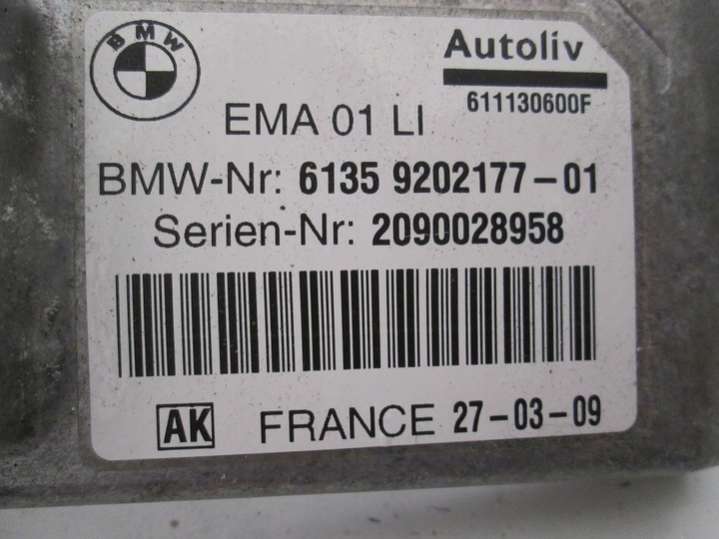 BMW
Autoliv
611130600F
EMA 01 LI
BMW-Nr: 6135 9202177-01
Serien-Nr: 2090028958
AK FRANCE 27-03-09